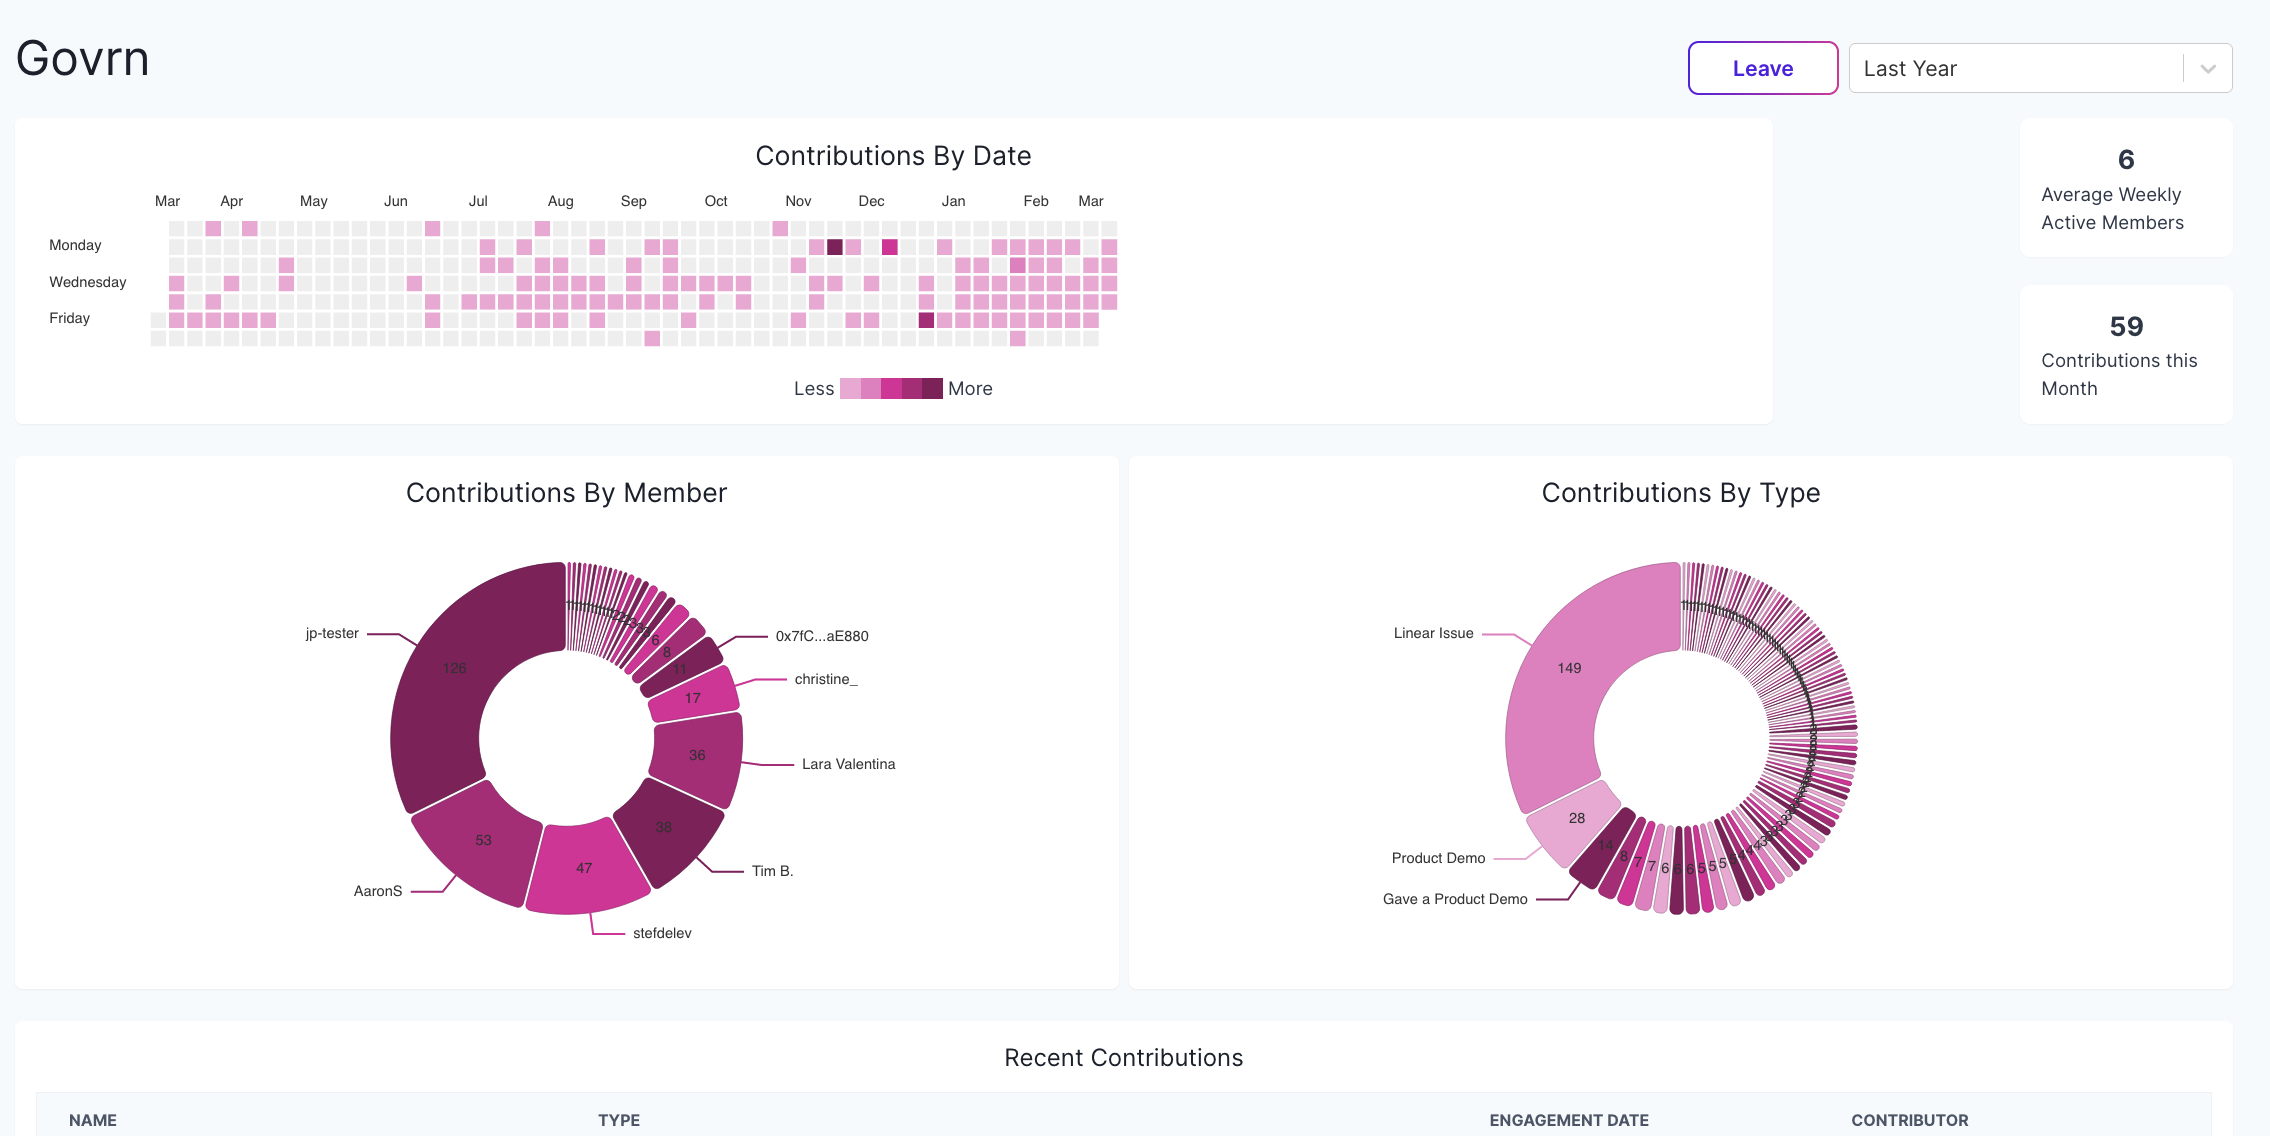 Govrn
Leave
Last Year
Contributions By Date
Mar Apr May Jun Jul Aug Sep Oct Nov Dec Jan Feb Mar
Monday
Wednesday
Friday
Less More
6
Average Weekly
Active Members
59
Contributions this
Month
Contributions By Member
jp-tester
126
6
8
11
0x7fC...aE880
17
christine_
36
Lara Valentina
38
Tim B.
47
stefdelev
53
AaronS
Contributions By Type
Linear Issue
149
28
Product Demo
14
Gave a Product Demo
8 7 7 6 6 6 5 5 5
Recent Contributions
NAME TYPE ENGAGEMENT DATE CONTRIBUTOR